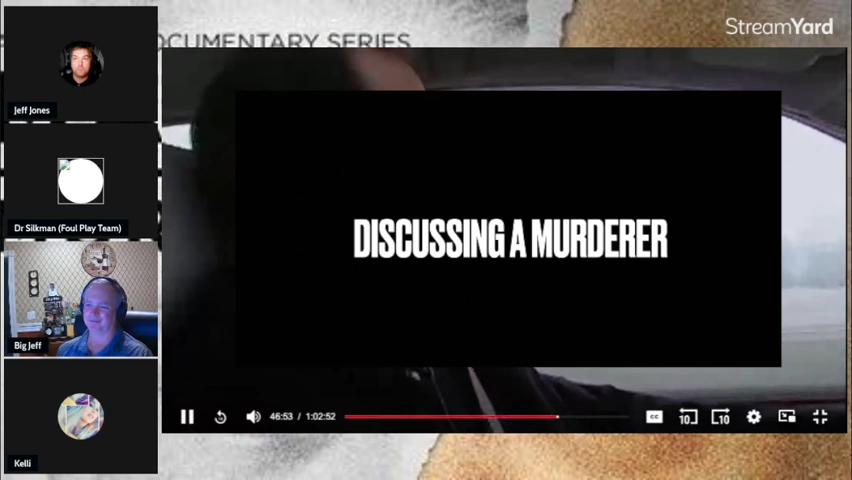 StreamYard
DOCUMENTARY SERIES
Jeff Jones
Dr Silkman (Foul Play Team)
DISCUSSING A MURDERER
Big Jeff
46:53 / 1:02:52
CC
10
10
Kelli